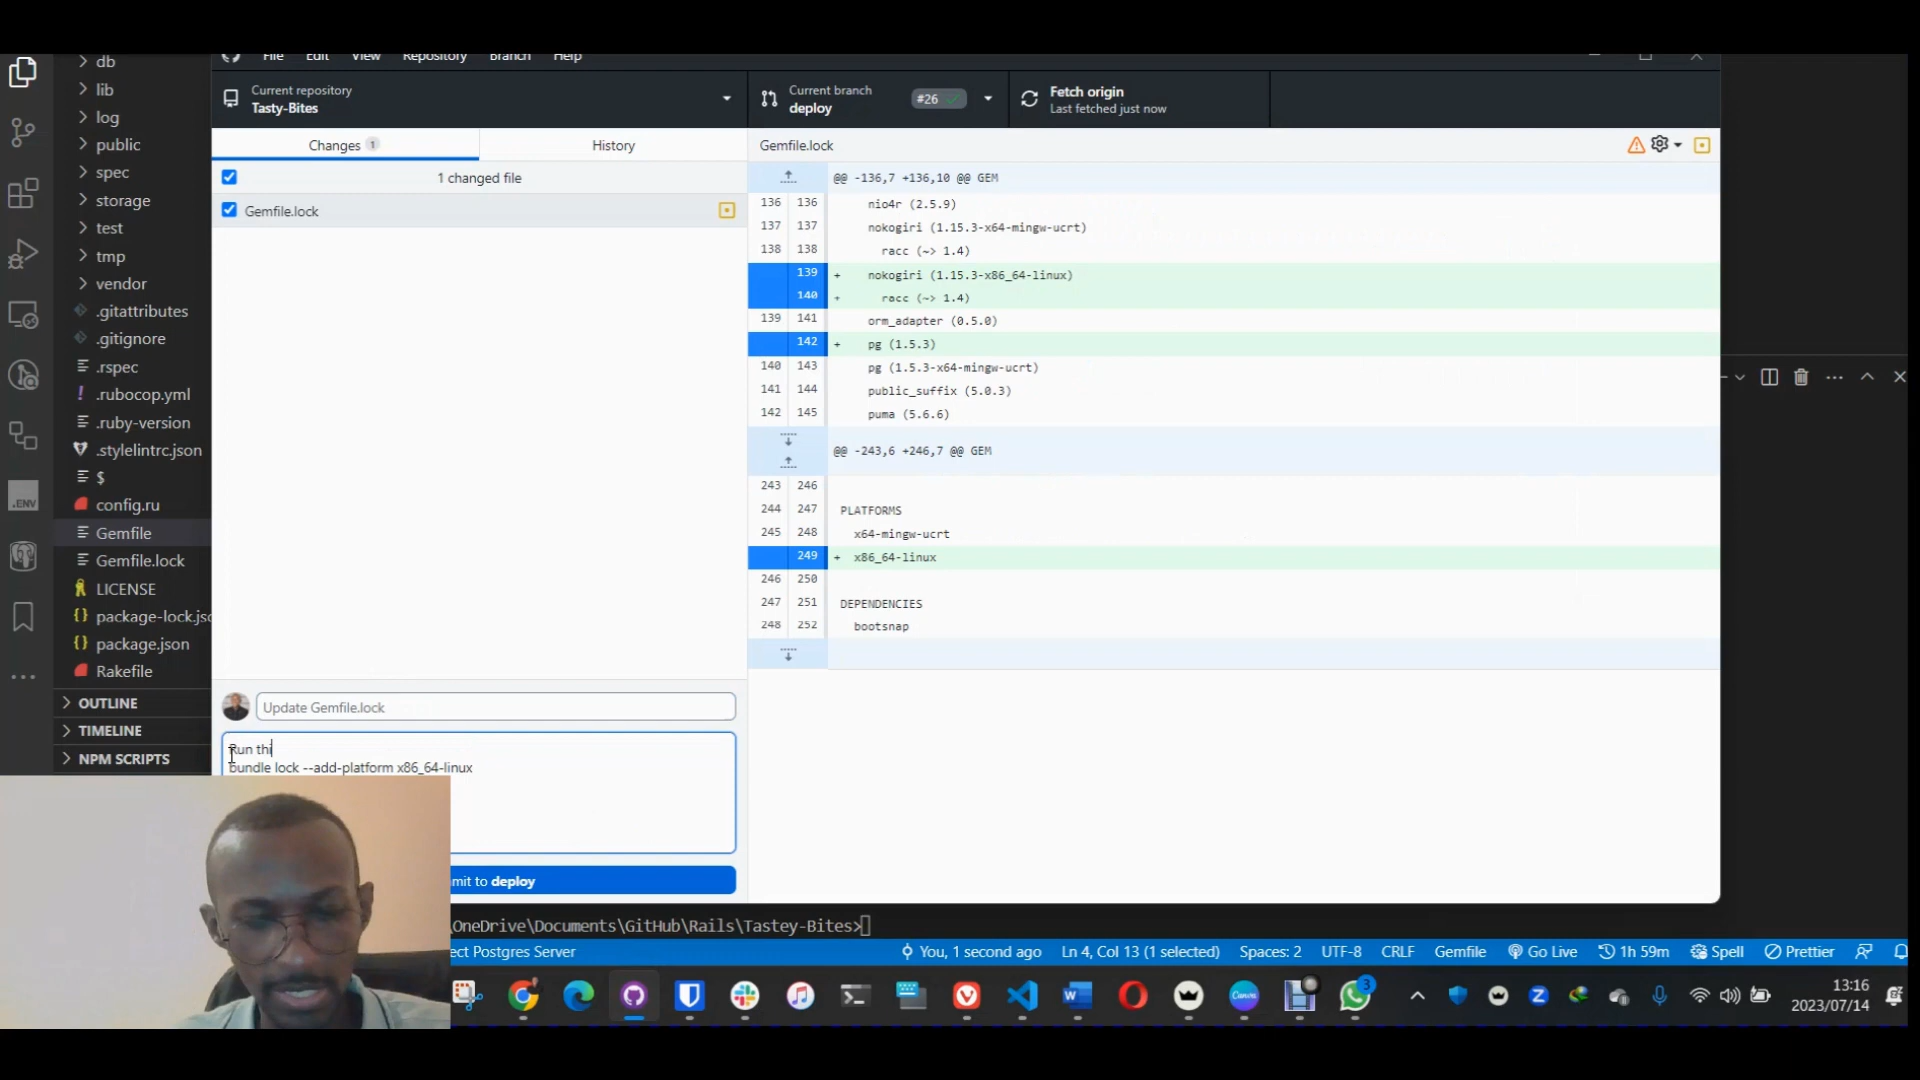 db
lib
log
public
spec
storage
test
tmp
vendor
.gitattributes
.gitignore
.rspec
.rubocop.yml
.ruby-version
.stylelintrc.json
$
config.ru
Gemfile
Gemfile.lock
LICENSE
package-lock.jsc
package.json
Rakefile
OUTLINE
TIMELINE
NPM SCRIPTS
.ENV
File Edit View Repository Branch Help
Current repository
Tasty-Bites
Current branch
deploy
#26
Fetch origin
Last fetched just now
Changes 1
History
1 changed file
Gemfile.lock
Update Gemfile.lock
Run thi
bundle lock --add-platform x86_64-linux
mit to deploy
Gemfile.lock
@@ -136,7 +136,10 @@ GEM
136 136 nio4r (2.5.9)
137 137 nokogiri (1.15.3-x64-mingw-ucrt)
138 138 racc (~> 1.4)
139 + nokogiri (1.15.3-x86_64-linux)
140 + racc (~> 1.4)
139 141 orm_adapter (0.5.0)
142 + pg (1.5.3)
140 143 pg (1.5.3-x64-mingw-ucrt)
141 144 public_suffix (5.0.3)
142 145 puma (5.6.6)
@@ -243,6 +246,7 @@ GEM
243 246
244 247 PLATFORMS
245 248 x64-mingw-ucrt
249 + x86_64-linux
246 250
247 251 DEPENDENCIES
248 252 bootsnap
\OneDrive\Documents\GitHub\Rails\Tastey-Bites>
ect Postgres Server
You, 1 second ago
Ln 4, Col 13 (1 selected)
Spaces: 2
UTF-8
CRLF
Gemfile
Go Live
1h 59m
Spell
Prettier
3
13:16
2023/07/14